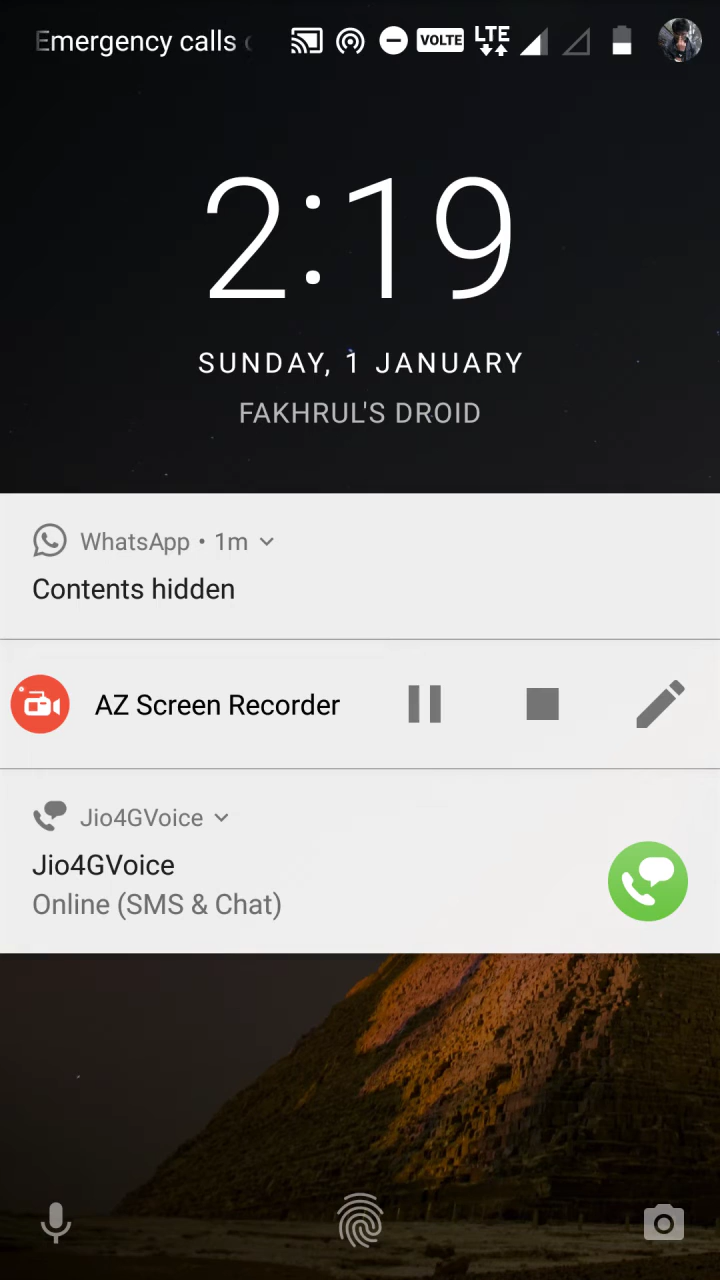 Emergency calls
VOLTE
LTE
2:19
SUNDAY, 1 JANUARY
FAKHRUL'S DROID
WhatsApp • 1m
Contents hidden
AZ Screen Recorder
Jio4GVoice
Jio4GVoice
Online (SMS & Chat)